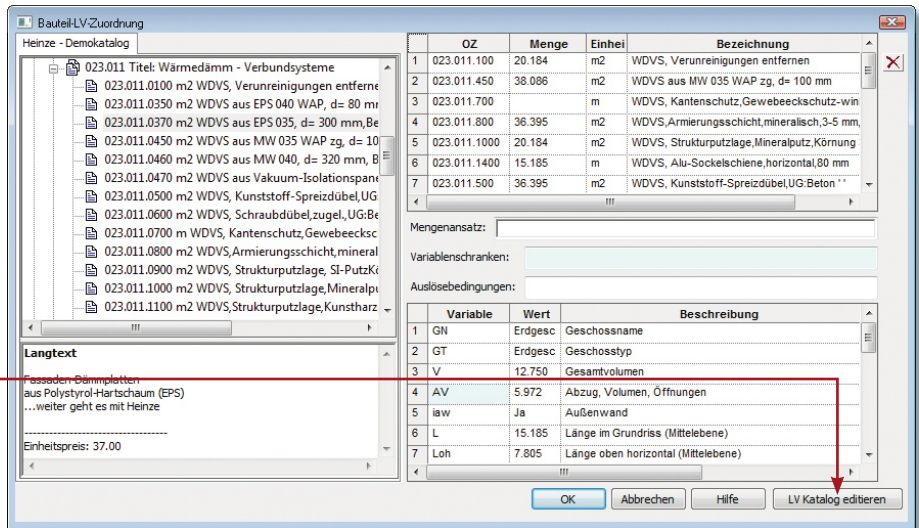 Bauteil-LV-Zuordnung
Heinze - Demokatalog
023.011 Titel: Wärmedämm - Verbundsysteme
023.011.0100 m2 WDVS, Verunreinigungen entferne
023.011.0350 m2 WDVS aus EPS 040 WAP, d= 80 mr
023.011.0370 m2 WDVS aus EPS 035, d= 300 mm,Be
023.011.0450 m2 WDVS aus MW 035 WAP zg, d= 10
023.011.0460 m2 WDVS aus MW 040, d= 320 mm, B
023.011.0470 m2 WDVS aus Vakuum-Isolationspane
023.011.0500 m2 WDVS, Kunststoff-Spreizdübel,UG:
023.011.0600 m2 WDVS, Schraubdübel,zugel.,UG:Be
023.011.0700 m WDVS, Kantenschutz,Gewebeecksc
023.011.0800 m2 WDVS,Armierungsschicht,mineral
023.011.0900 m2 WDVS, Strukturputzlage, SI-PutzKö
023.011.1000 m2 WDVS, Strukturputzlage,Mineralpu
023.011.1100 m2 WDVS,Strukturputzlage,Kunstharz
Langtext
Fassaden-Dämmplatten
aus Polystyrol-Hartschaum (EPS)
...weiter geht es mit Heinze
-----------------------------------
Einheitspreis: 37.00
OZ Menge Einhei Bezeichnung
1 023.011.100 20.184 m2 WDVS, Verunreinigungen entfernen
2 023.011.450 38.086 m2 WDVS aus MW 035 WAP zg, d= 100 mm
3 023.011.700 m WDVS, Kantenschutz,Gewebeeckschutz-win
4 023.011.800 36.395 m2 WDVS,Armierungsschicht,mineralisch,3-5 mm,
5 023.011.1000 20.184 m2 WDVS, Strukturputzlage,Mineralputz,Körnung
6 023.011.1400 15.185 m WDVS, Alu-Sockelschiene,horizontal,80 mm
7 023.011.500 36.395 m2 WDVS, Kunststoff-Spreizdübel,UG:Beton ' '
Mengenansatz:
Variablenschranken:
Auslösebedingungen:
Variable Wert Beschreibung
1 GN Erdgesc Geschossname
2 GT Erdgesc Geschosstyp
3 V 12.750 Gesamtvolumen
4 AV 5.972 Abzug, Volumen, Öffnungen
5 iaw Ja Außenwand
6 L 15.185 Länge im Grundriss (Mittelebene)
7 Loh 7.805 Länge oben horizontal (Mittelebene)
OK Abbrechen Hilfe LV Katalog editieren